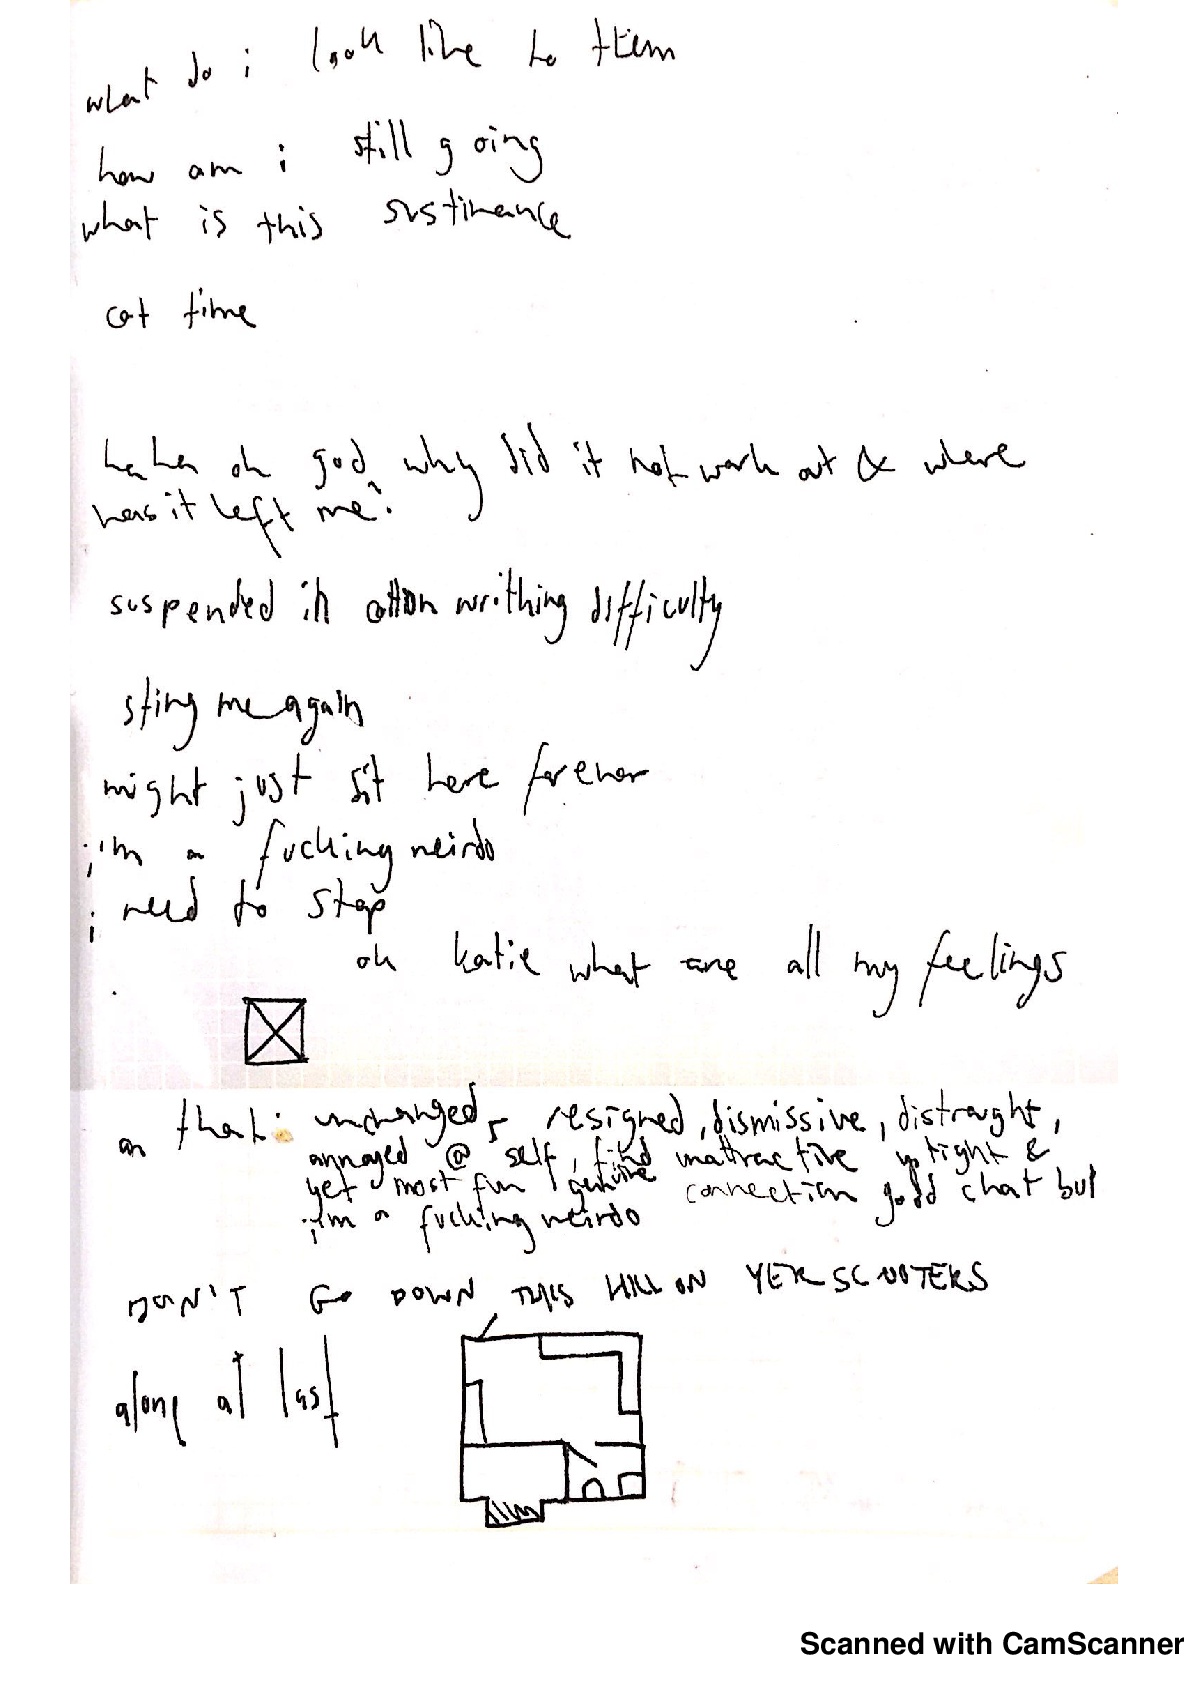 what do i look like to them
how am i still going
what is this sustinance
cat time
haha oh god why did it not work out & where
has it left me?
suspended in cotton writhing difficulty
sting me again
might just sit here forever
i'm a fucking weirdo
i need to stop
oh katie what are all my feelings
on that: unchanged, resigned, dismissive, distraught,
annoyed @ self, find unattractive uptight &
yet most fun genuine connection good chat but
i'm a fucking weirdo
DON'T GO DOWN THIS HILL ON YER SCOOTERS
along at last
Scanned with CamScanner